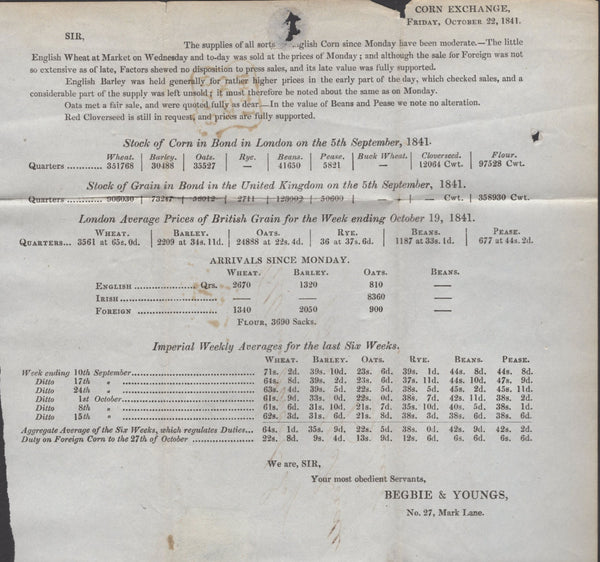 CORN EXCHANGE,
FRIDAY, OCTOBER 22, 1841.
SIR,
The supplies of all sorts English Corn since Monday have been moderate.—The little
English Wheat at Market on Wednesday and to-day was sold at the prices of Monday; and although the sale for Foreign was not
so extensive as of late, Factors shewed no disposition to press sales, and its late value was fully supported.
English Barley was held generally for rather higher prices in the early part of the day, which checked sales, and a
considerable part of the supply was left unsold; it must therefore be noted about the same as on Monday.
Oats met a fair sale, and were quoted fully as dear.—In the value of Beans and Pease we note no alteration.
Red Cloverseed is still in request, and prices are fully supported.
Stock of Corn in Bond in London on the 5th September, 1841.
Wheat. Barley. Oats. Rye. Beans. Pease. Buck Wheat. Cloverseed. Flour.
Quarters ............ 351768 30488 35527 — 41650 5821 — 12064 Cwt. 97528 Cwt.
Stock of Grain in Bond in the United Kingdom on the 5th September, 1841.
Quarters ............ 906030 73247 2711 50600 — — Cwt. 358930 Cwt.
London Average Prices of British Grain for the Week ending October 19, 1841.
WHEAT. BARLEY. OATS. RYE. BEANS. PEASE.
QUARTERS... 3561 at 65s. 0d. 2209 at 34s. 11d. 24888 at 22s. 4d. 36 at 37s. 6d. 1187 at 33s. 1d. 677 at 44s. 2d.
ARRIVALS SINCE MONDAY.
WHEAT. BARLEY. OATS. BEANS.
ENGLISH ..................... Qrs. 2670 1320 810 —
IRISH ........................... — — 8360 —
FOREIGN ........................ 1340 2050 900 —
FLOUR, 3690 Sacks.
Imperial Weekly Averages for the last Six Weeks.
WHEAT. BARLEY. OATS. RYE. BEANS. PEASE.
Week ending 10th September ........ 71s. 2d. 39s. 10d. 23s. 6d. 39s. 1d. 44s. 8d. 44s. 8d.
Ditto 17th " ........ 64s. 8d. 39s. 2d. 23s. 6d. 37s. 11d. 44s. 10d. 47s. 9d.
Ditto 24th " ........ 63s. 4d. 39s. 5d. 22s. 5d. 38s. 5d. 45s. 2d. 45s. 11d.
Ditto 1st October ........ 61s. 9d. 33s. 0d. 22s. 0d. 38s. 7d. 42s. 11d. 38s. 2d.
Ditto 8th " ........ 61s. 6d. 31s. 10d. 21s. 7d. 35s. 10d. 40s. 5d. 38s. 1d.
Ditto 15th " ........ 62s. 3d. 31s. 6d. 21s. 8d. 38s. 3d. 38s. 6d. 38s. 6d.
Aggregate Average of the Six Weeks, which regulates Duties... 64s. 1d. 35s. 9d. 22s. 5d. 38s. 0d. 42s. 9d. 42s. 2d.
Duty on Foreign Corn to the 27th of October ........ 22s. 8d. 9s. 4d. 13s. 9d. 12s. 6d. 6s. 6d. 6s. 6d.
We are, SIR,
Your most obedient Servants,
BEGBIE & YOUNGS,
No. 27, Mark Lane.